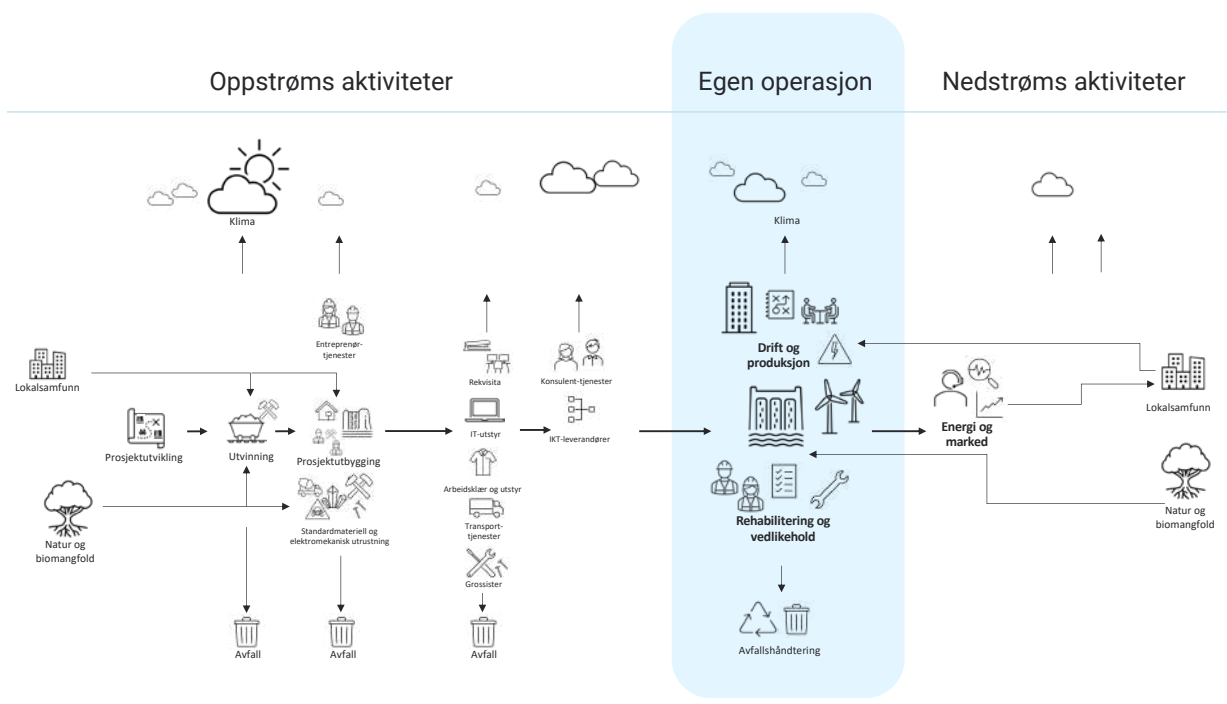 Oppstrøms aktiviteter
Egen operasjon
Nedstrøms aktiviteter
Klima
Klima
Entreprenør-
tjenester
Lokalsamfunn
Rekvisita
Konsulent-tjenester
Drift og
produksjon
Lokalsamfunn
Prosjektutvikling
Utvinning
Prosjektutbygging
IT-utstyr
IKT-leverandører
Energi og
marked
Arbeidsklær og utstyr
Natur og
biomangfold
Standardmateriell og
elektromekanisk utrustning
Transport-
tjenester
Rehabilitering og
vedlikehold
Natur og
biomangfold
Grossister
Avfall
Avfall
Avfall
Avfallshåndtering